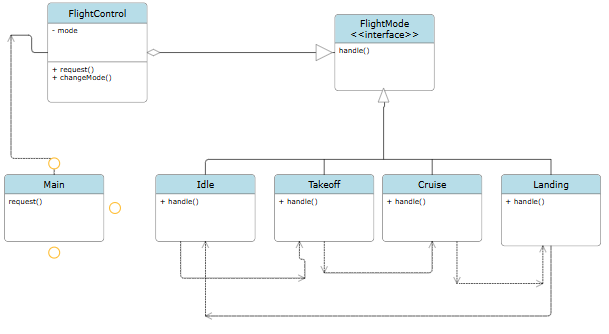 FlightControl
- mode
+ request()
+ changeMode()
FlightMode
<<interface>>
handle()
Main
request()
Idle
+ handle()
Takeoff
+ handle()
Cruise
+ handle()
Landing
+ handle()